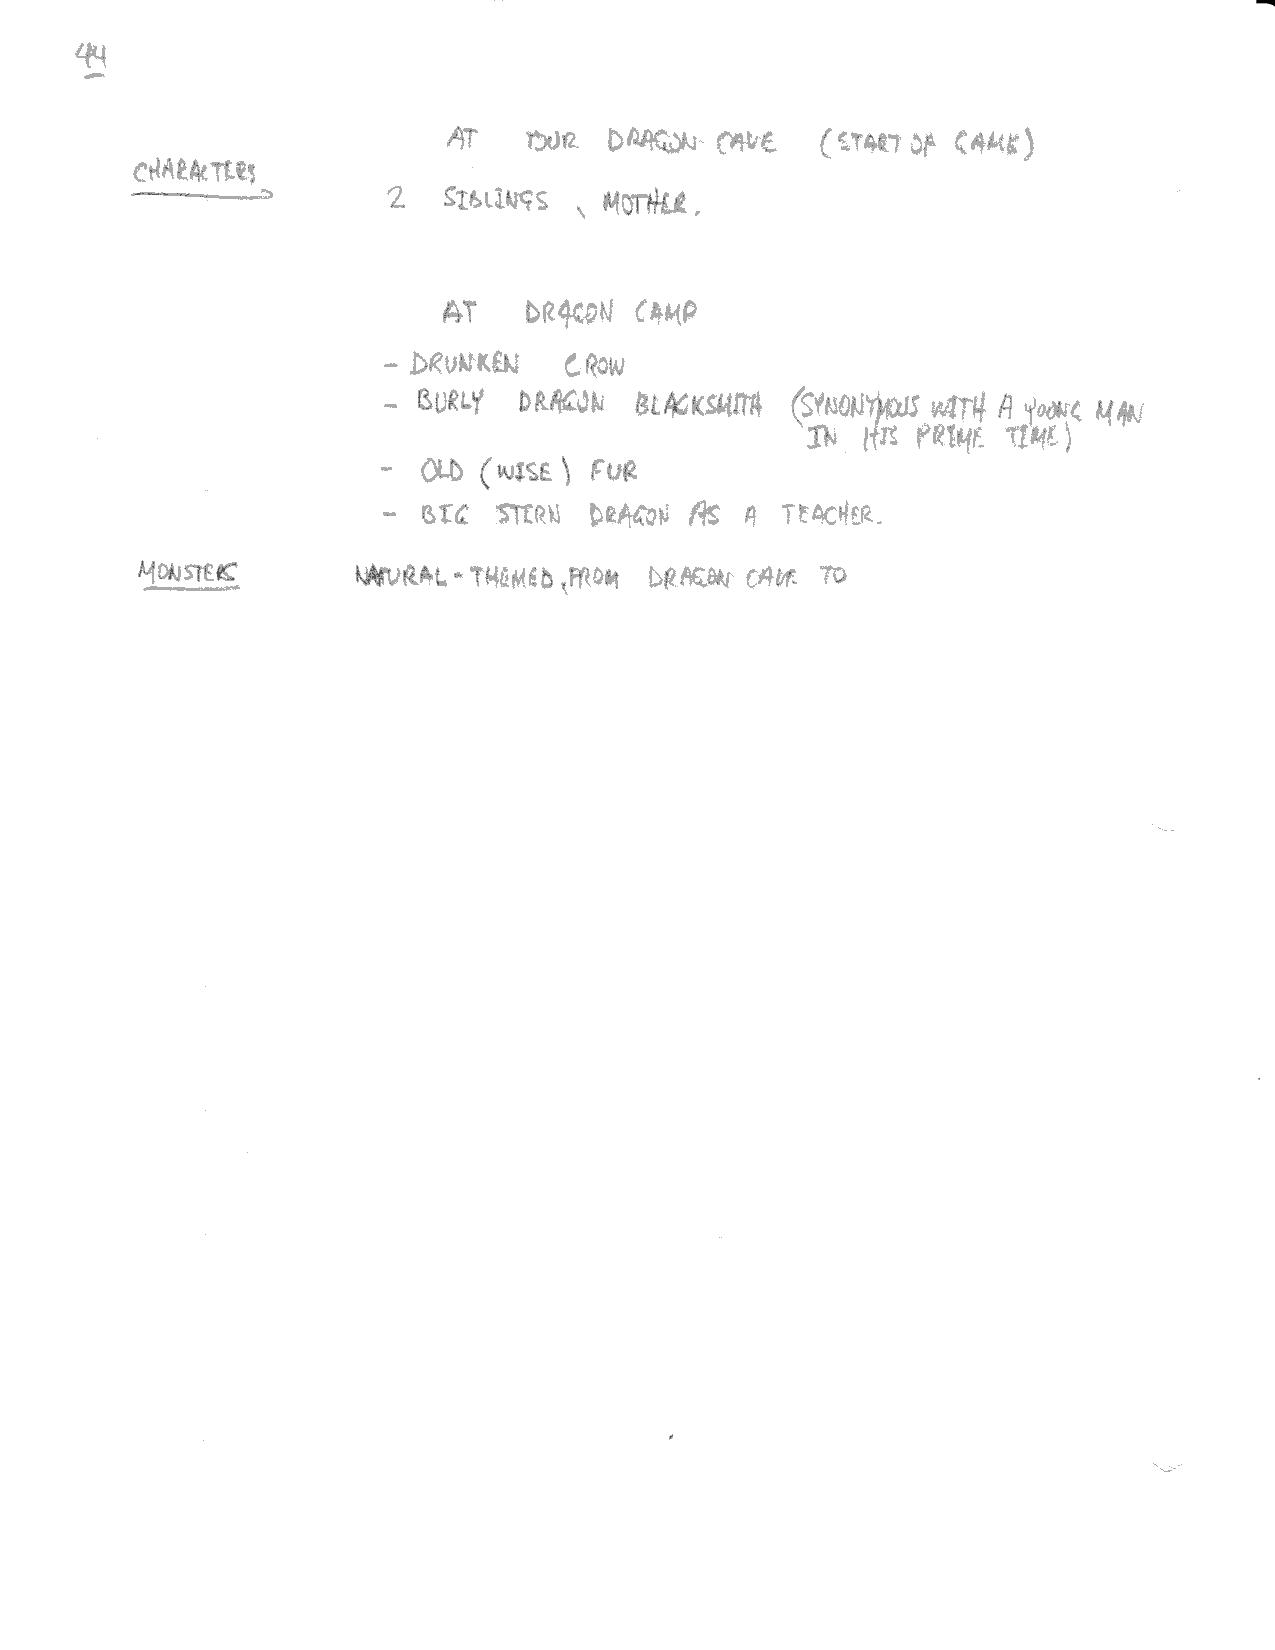 44
AT YOUR DRAGON CAVE (START OF GAME)
CHARACTERS
2 SIBLINGS, MOTHER.
AT DRAGON CAMP
- DRUNKEN CROW
- BURLY DRAGON BLACKSMITH (SYNONYMOUS WITH A YOUNG MAN
IN HIS PRIME TIME)
- OLD (WISE) FUR
- BIG STERN DRAGON AS A TEACHER.
MONSTERS NATURAL-THEMED, FROM DRAGON CAVE TO